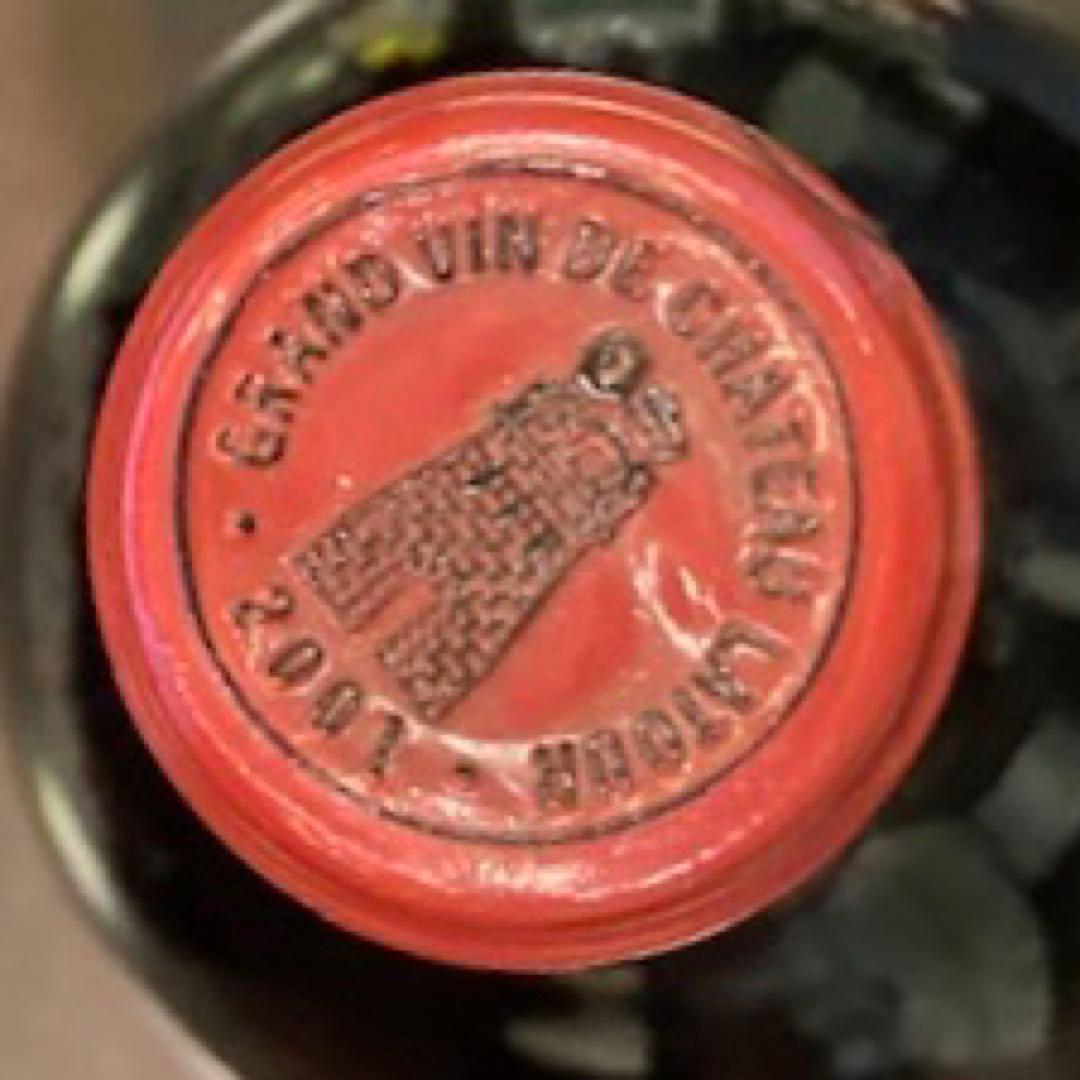 • GRAND VIN DE CHATEAU LATOUR •
2001